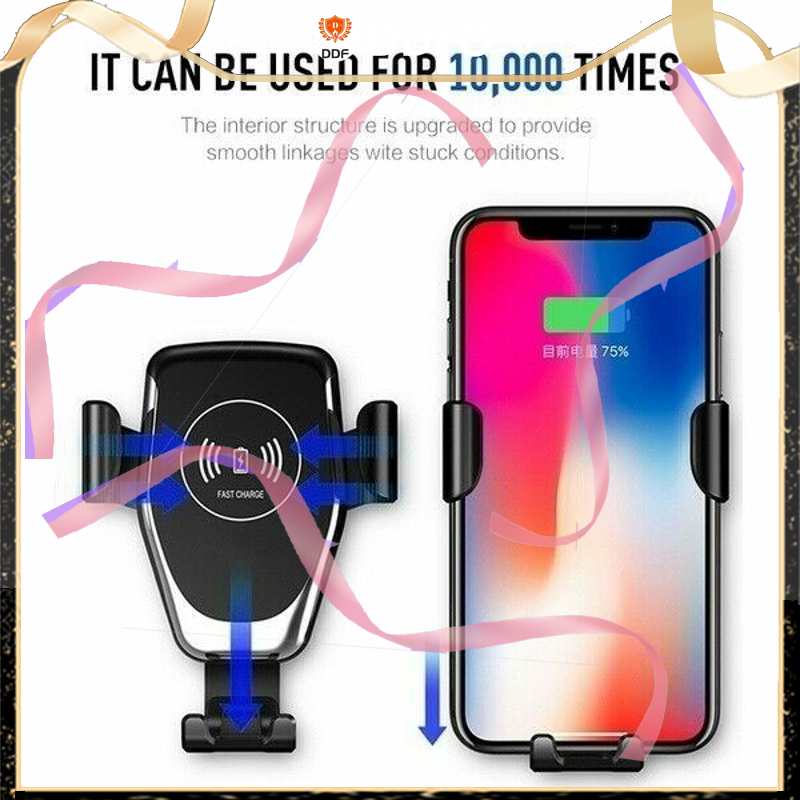 DDF
IT CAN BE USED FOR 10,000 TIMES
The interior structure is upgraded to provide
smooth linkages wite stuck conditions.
目前电量 75%
FAST CHARGE